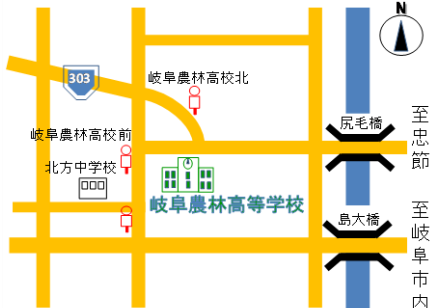 N
303
岐阜農林高校北
尻毛橋
至忠節
岐阜農林高校前
北方中学校
岐阜農林高等学校
島大橋
至岐阜市内